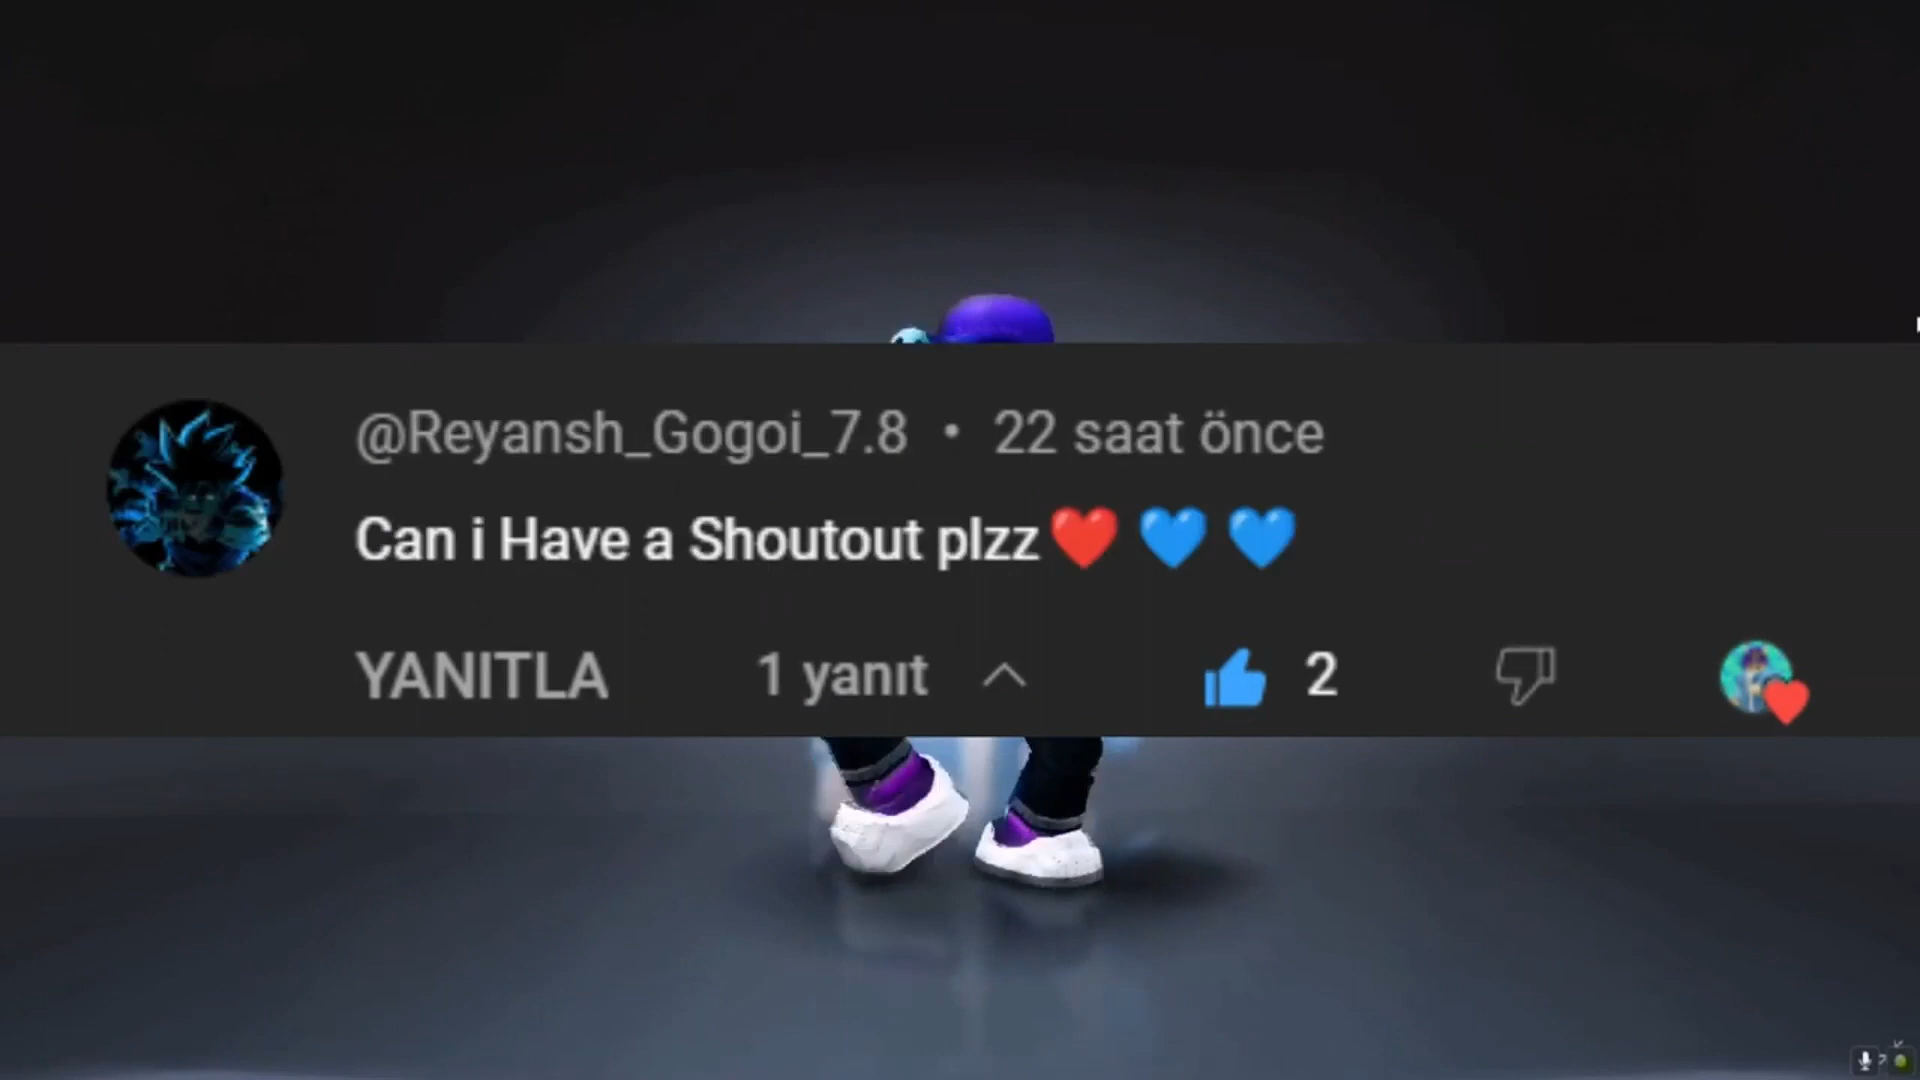 @Reyansh_Gogoi_7.8 • 22 saat önce
Can i Have a Shoutout plzz❤️💙💙
YANITLA 1 yanıt 2